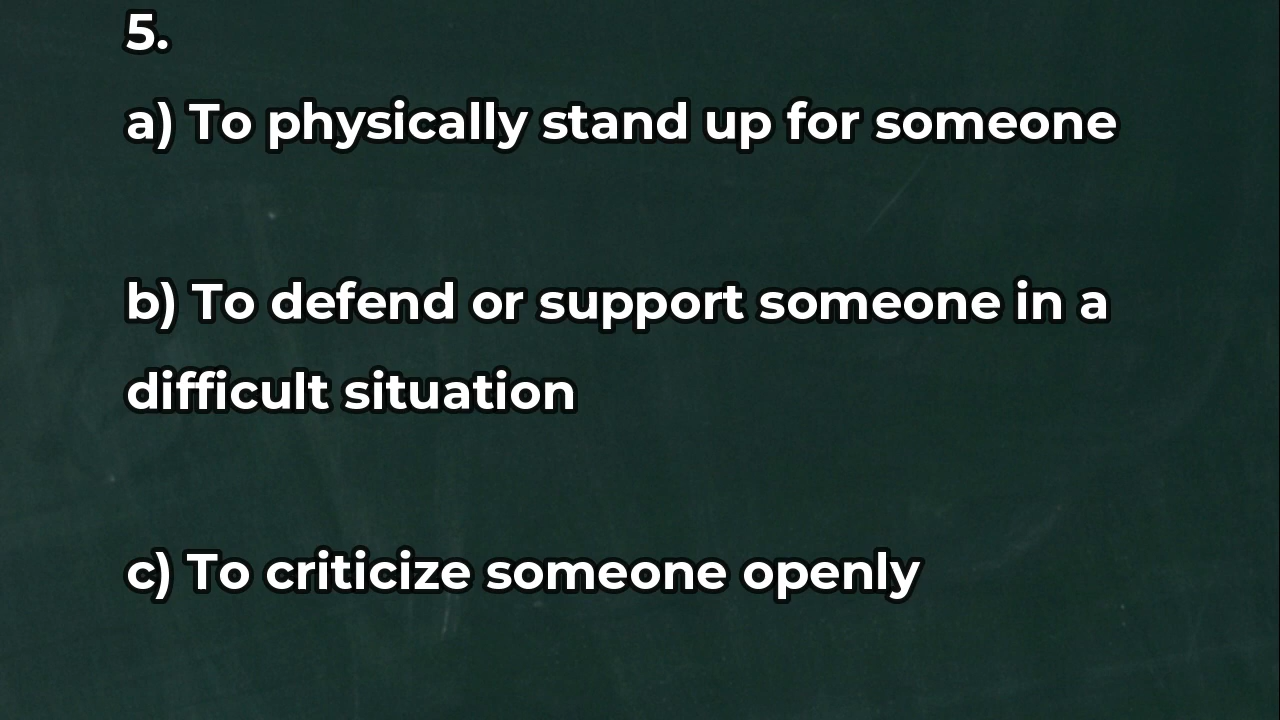 5.
a) To physically stand up for someone
b) To defend or support someone in a
difficult situation
c) To criticize someone openly